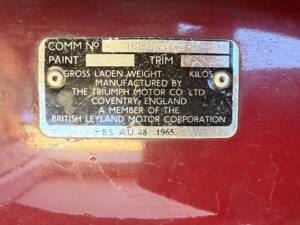 COMM Nº
PAINT TRIM
GROSS LADEN WEIGHT KILOS
MANUFACTURED BY
THE TRIUMPH MOTOR CO. LTD.
COVENTRY, ENGLAND
A MEMBER OF THE
BRITISH LEYLAND MOTOR CORPORATION
B.S. A.U. 48 · 1965